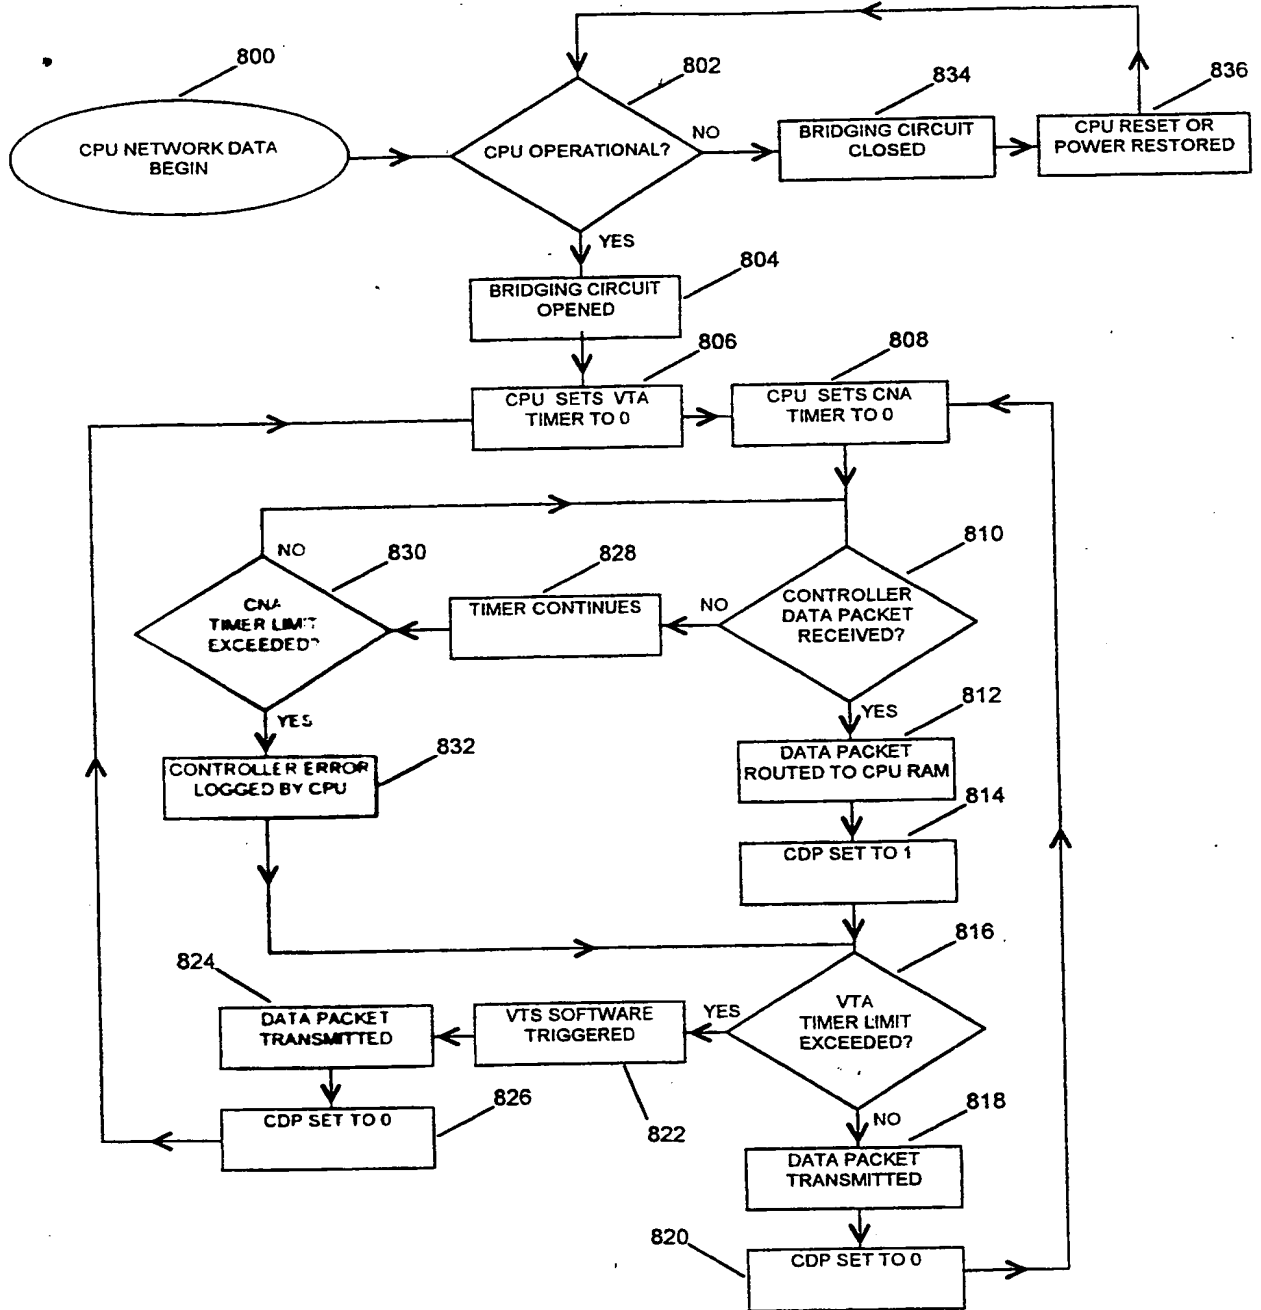 800
CPU NETWORK DATA
BEGIN
802
CPU OPERATIONAL?
NO
834
BRIDGING CIRCUIT
CLOSED
836
CPU RESET OR
POWER RESTORED
YES
804
BRIDGING CIRCUIT
OPENED
806
CPU SETS VTA
TIMER TO 0
808
CPU SETS CNA
TIMER TO 0
810
CONTROLLER
DATA PACKET
RECEIVED?
NO
828
TIMER CONTINUES
830
NO
CNA
TIMER LIMIT
EXCEEDED?
YES
832
CONTROLLER ERROR
LOGGED BY CPU
YES
812
DATA PACKET
ROUTED TO CPU RAM
814
CDP SET TO 1
816
VTA
TIMER LIMIT
EXCEEDED?
YES
VTS SOFTWARE
TRIGGERED
822
824
DATA PACKET
TRANSMITTED
826
CDP SET TO 0
NO
818
DATA PACKET
TRANSMITTED
820
CDP SET TO 0